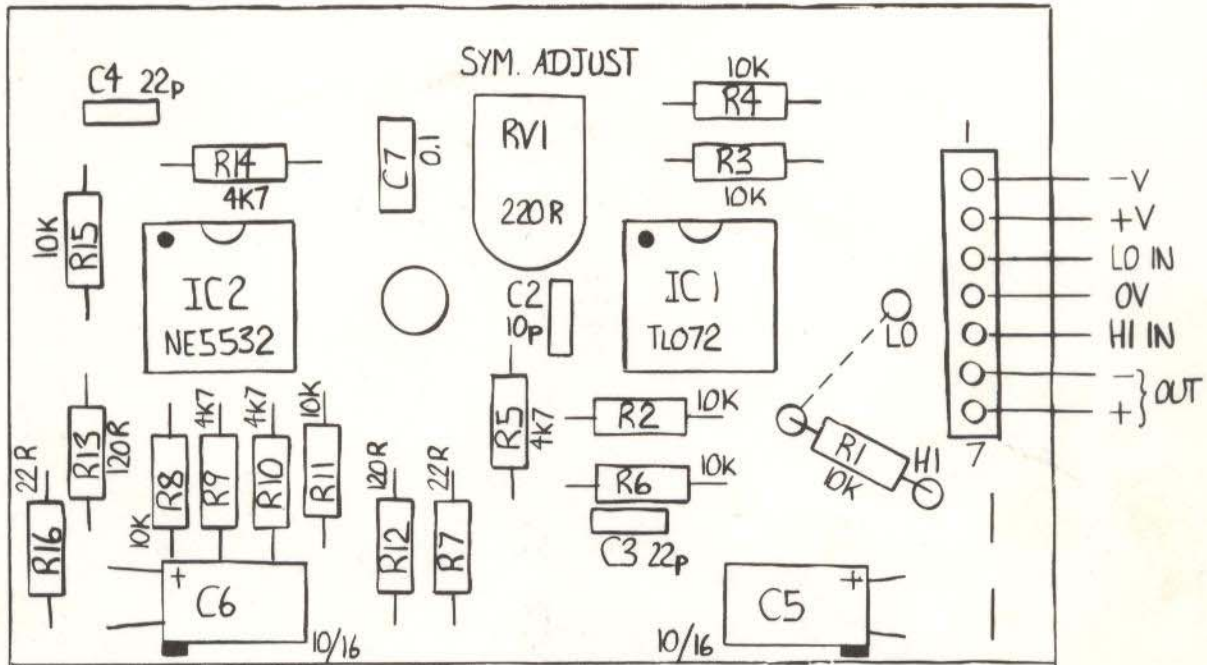 SYM. ADJUST
C4 22p
10K
R4
R14
4K7
C7
0.1
RV1
220R
R3
10K
1
-V
+V
LO IN
0V
HI IN
-
+
} OUT
7
10K
R15
IC2
NE5532
C2
10p
IC1
TL072
LO
R13
120R
22R
R16
10K
R8
4K7
R9
4K7
R10
10K
R11
120R
R12
22R
R7
R5
4K7
R2
10K
R6
10K
C3 22p
R1
10K
HI
+
C6
10/16
10/16
C5
+